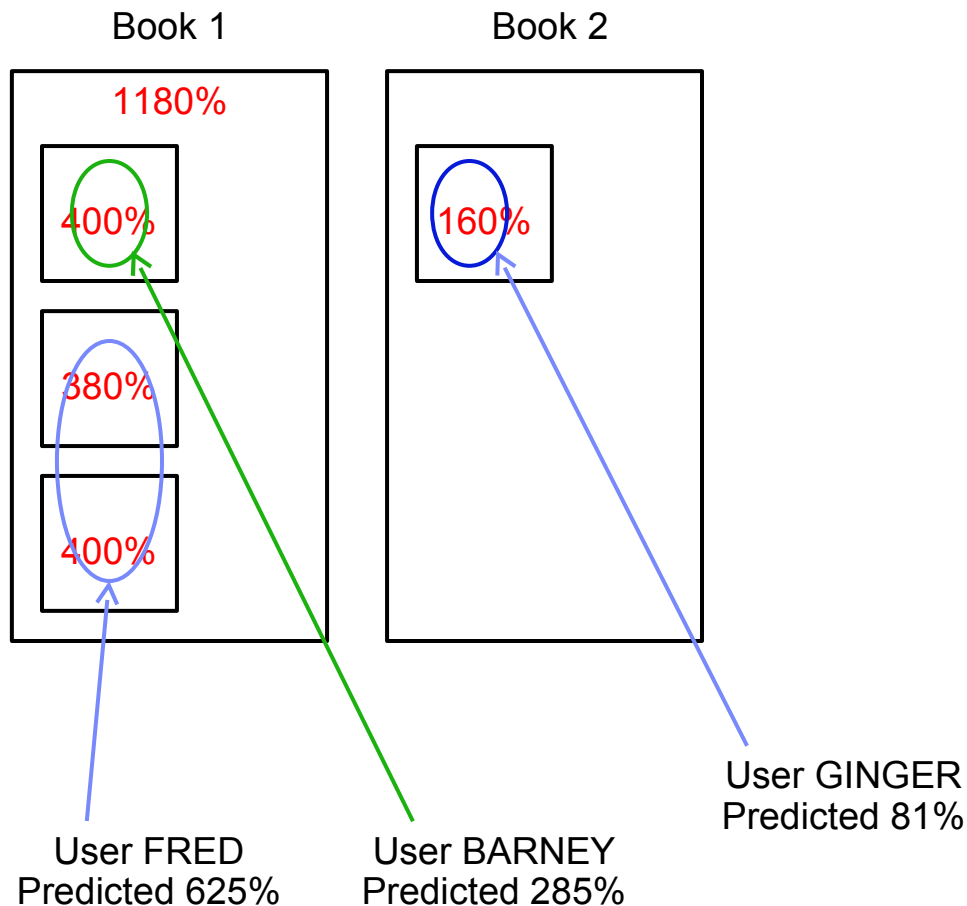 Book 1
Book 2
1180%
400%
160%
380%
400%
User GINGER
Predicted 81%
User FRED
Predicted 625%
User BARNEY
Predicted 285%